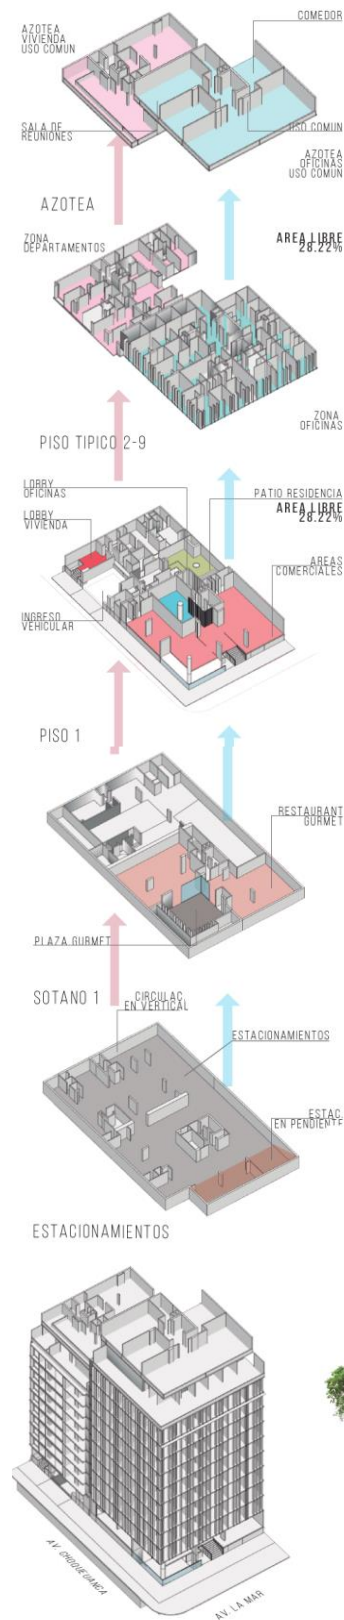 COMEDOR
AZOTEA
VIVIENDA
USO COMUN
SALA DE
REUNIONES
USO COMUN
AZOTEA
OFICINAS
USO COMUN
AZOTEA
ZONA
DEPARTAMENTOS
AREA LIBRE
28.22%
ZONA
OFICINAS
PISO TIPICO 2-9
LOBBY
OFICINAS
PATIO RESIDENCIA
AREA LIBRE
28.22%
LOBBY
VIVIENDA
AREAS
COMERCIALES
INGRESO
VEHICULAR
PISO 1
RESTAURANT
GURMET
PLAZA GURMET
SOTANO 1
CIRCULAC.
EN VERTICAL
ESTACIONAMIENTOS
ESTAC.
EN PENDIENTE
ESTACIONAMIENTOS
AV. CHOQUEUANCA
AV. LA MAR